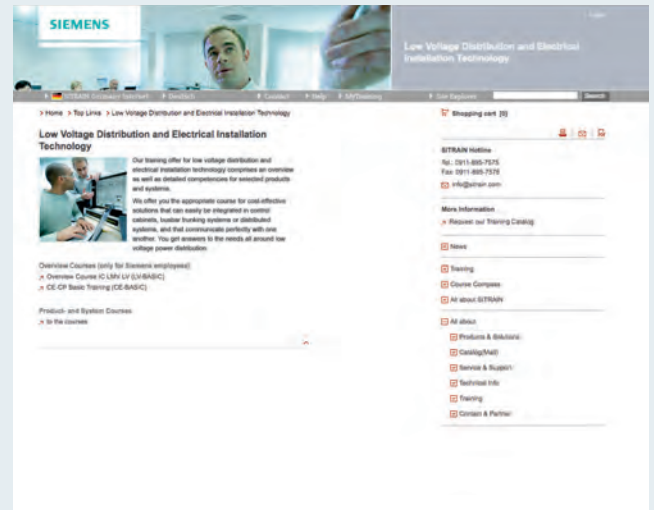 SIEMENS
Login
Low Voltage Distribution and Electrical
Installation Technology
SITRAIN Germany Internet Deutsch Contact Help MyTraining Site Explorer Search
> Home > Top Links > Low Voltage Distribution and Electrical Installation Technology
Shopping cart [0]
Low Voltage Distribution and Electrical Installation
Technology
Our training offer for low voltage distribution and
electrical installation technology comprises an overview
as well as detailed competencies for selected products
and systems.
We offer you the appropriate course for cost-effective
solutions that can easily be integrated in control
cabinets, busbar trunking systems or distributed
systems, and that communicate perfectly with one
another. You get answers to the needs all around low
voltage power distribution.
Overview Courses (only for Siemens employees)
Overview Course IC LMV LV (LV-BASIC)
CE-CP Basic Training (CE-BASIC)
Product- and System Courses
to the courses
SITRAIN Hotline
Tel.: 0911-895-7575
Fax: 0911-895-7576
info@sitrain.com
More Information
Request our Training Catalog
News
Training
Course Compass
All about SITRAIN
All about
Products & Solutions
Catalog(Mall)
Service & Support
Technical Info
Training
Contact & Partner